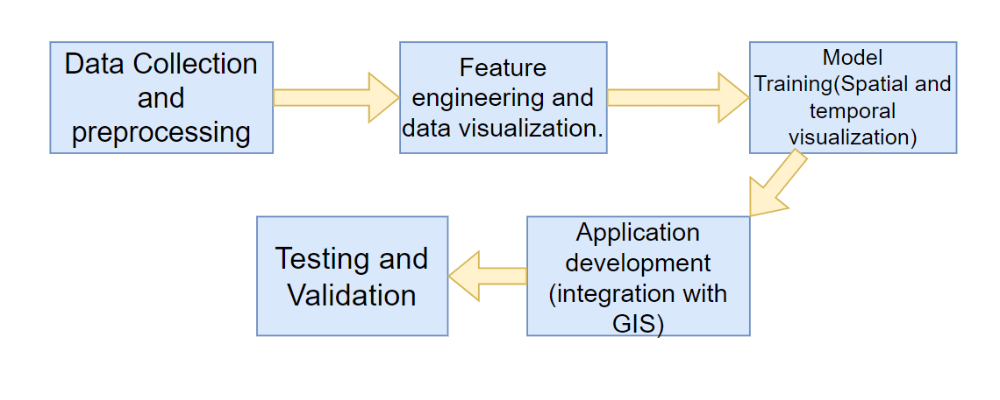 Data Collection
and
preprocessing
Feature
engineering and
data visualization.
Model
Training(Spatial and
temporal
visualization)
Application
development
(integration with
GIS)
Testing and
Validation